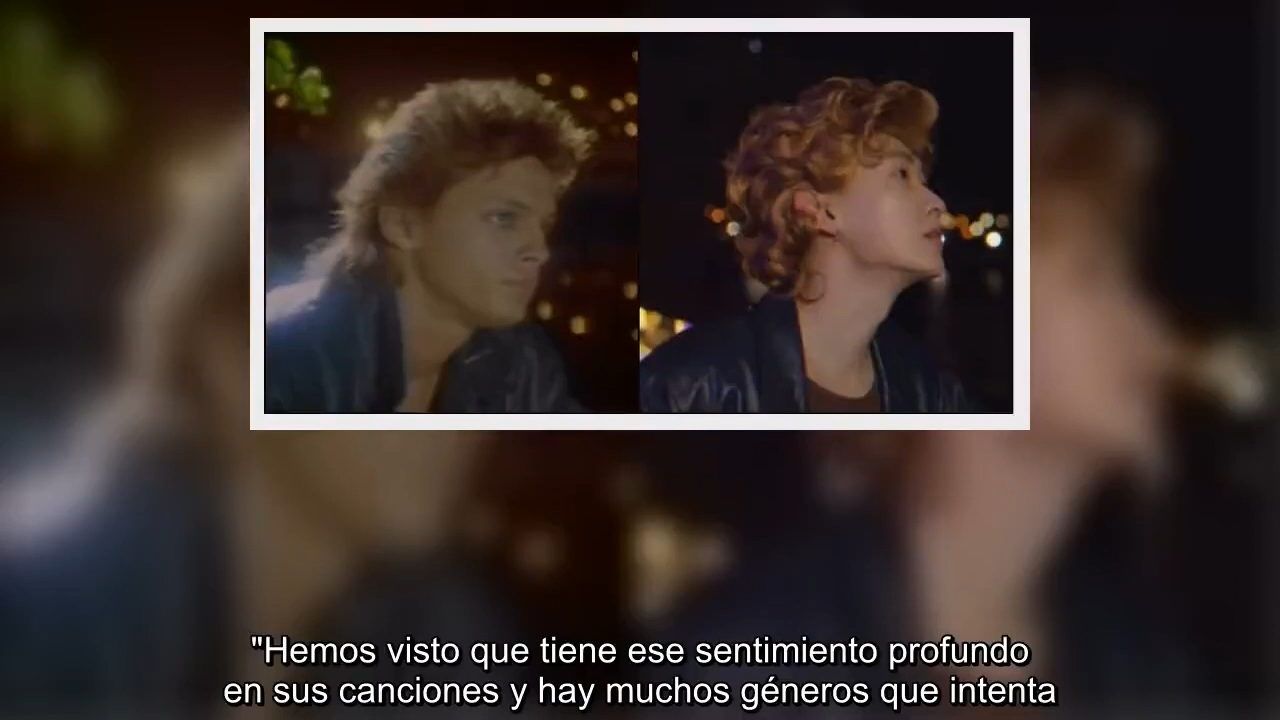 "Hemos visto que tiene ese sentimiento profundo
en sus canciones y hay muchos géneros que intenta